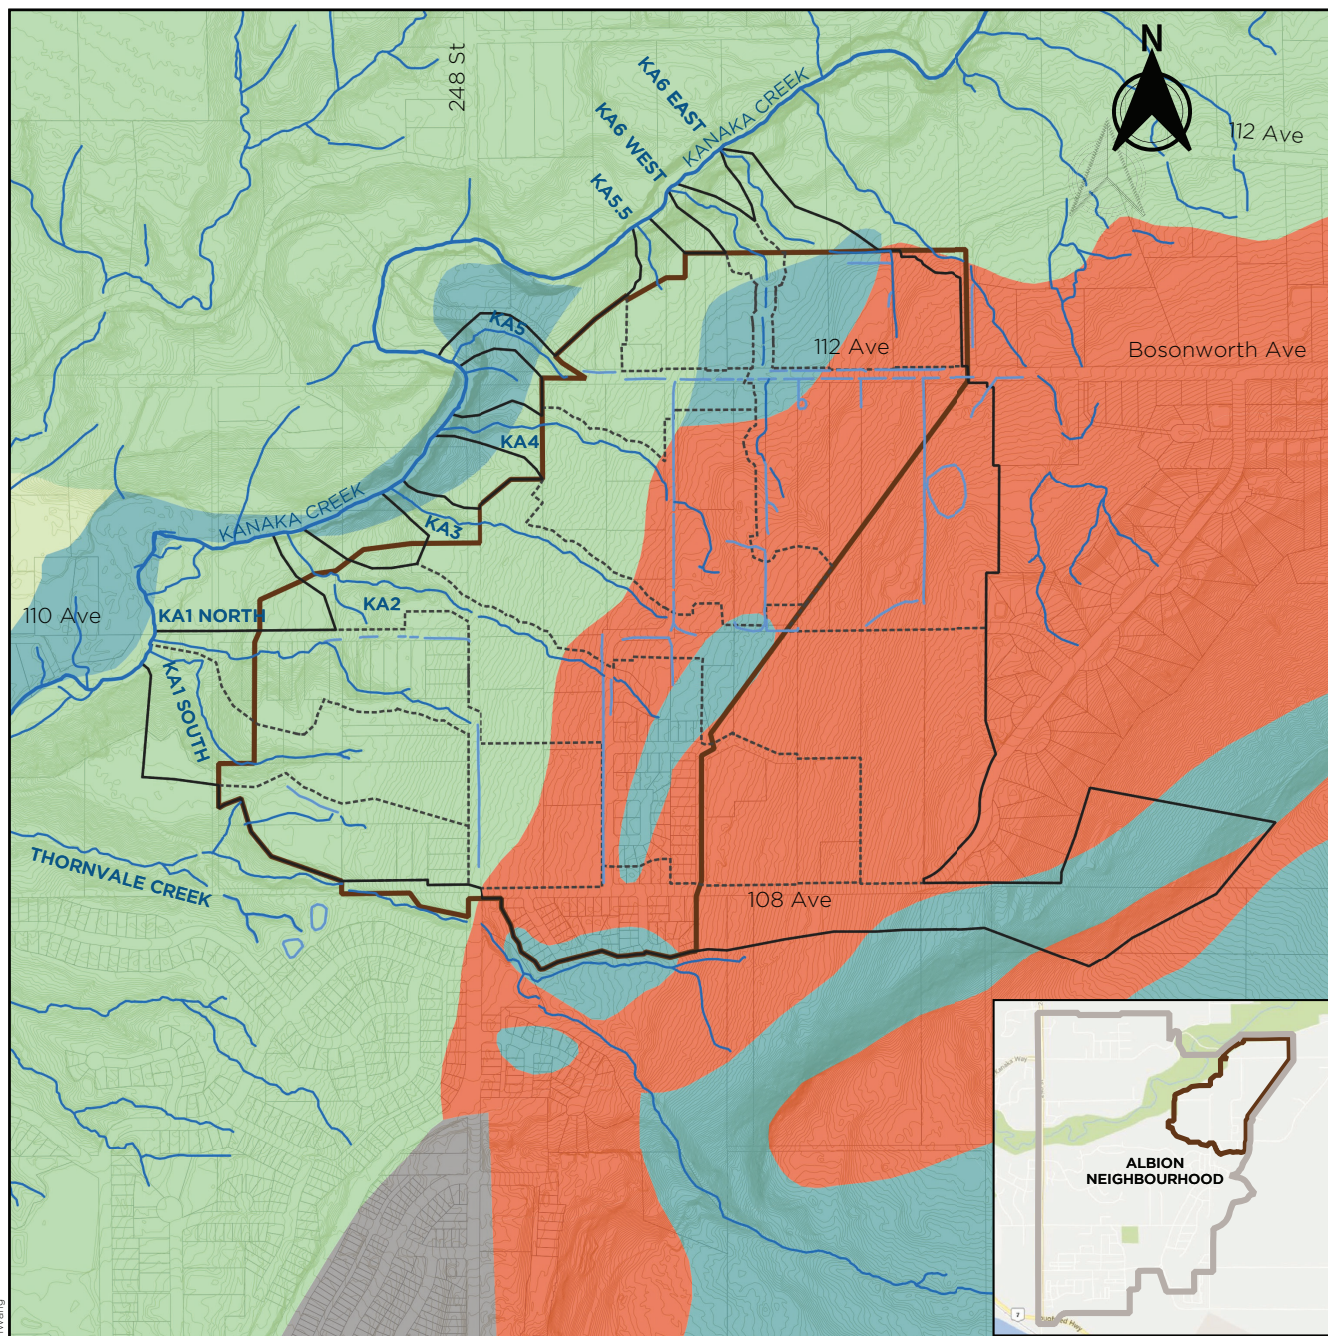 N
248 St
KA6 EAST
KANAKA CREEK
112 Ave
KA6 WEST
KA5.5
KA5
112 Ave
Bosonworth Ave
KA4
KANAKA CREEK
KA3
110 Ave
KA1 NORTH
KA2
KA1 SOUTH
THORNVALE CREEK
108 Ave
ALBION
NEIGHBOURHOOD
7